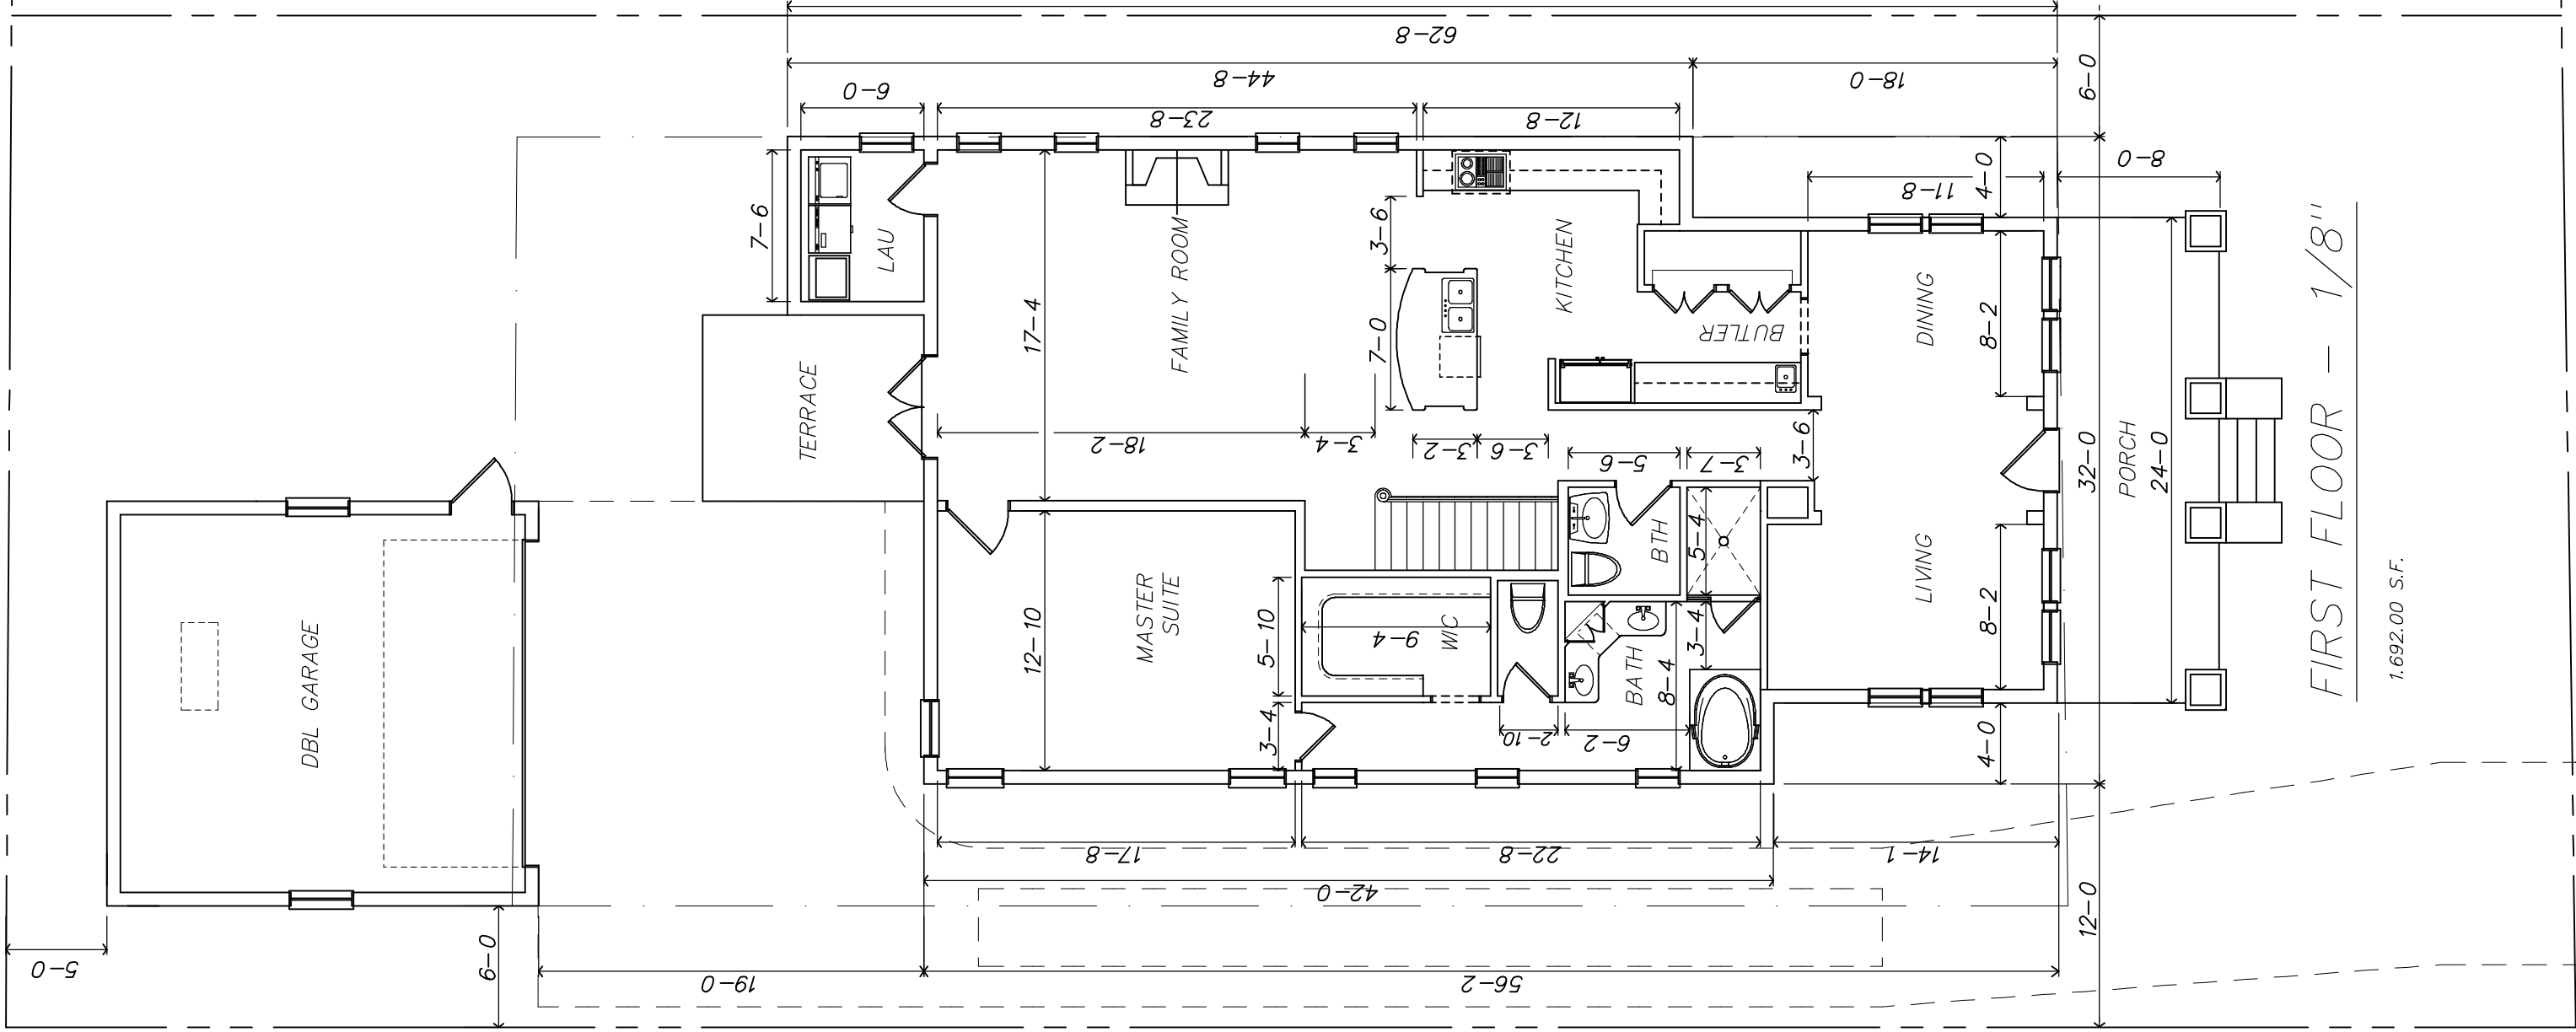 62-8
44-8
18-0
6-0
6-0
23-8
12-8
8-0
4-0
11-8
7-6
LAU
17-4
FAMILY ROOM
3-6
KITCHEN
7-0
BUTLER
DINING
8-2
TERRACE
18-2
3-4
3-2
3-6
5-6
3-7
3-6
32-0
PORCH
24-0
FIRST FLOOR - 1/8"
1.692.00 S.F.
DBL GARAGE
12-10
MASTER
SUITE
5-10
9-4
WIC
BTH
5-4
3-4
BATH
8-4
LIVING
8-2
3-4
2-10
6-2
4-0
17-8
22-8
14-1
42-0
12-0
5-0
6-0
19-0
56-2